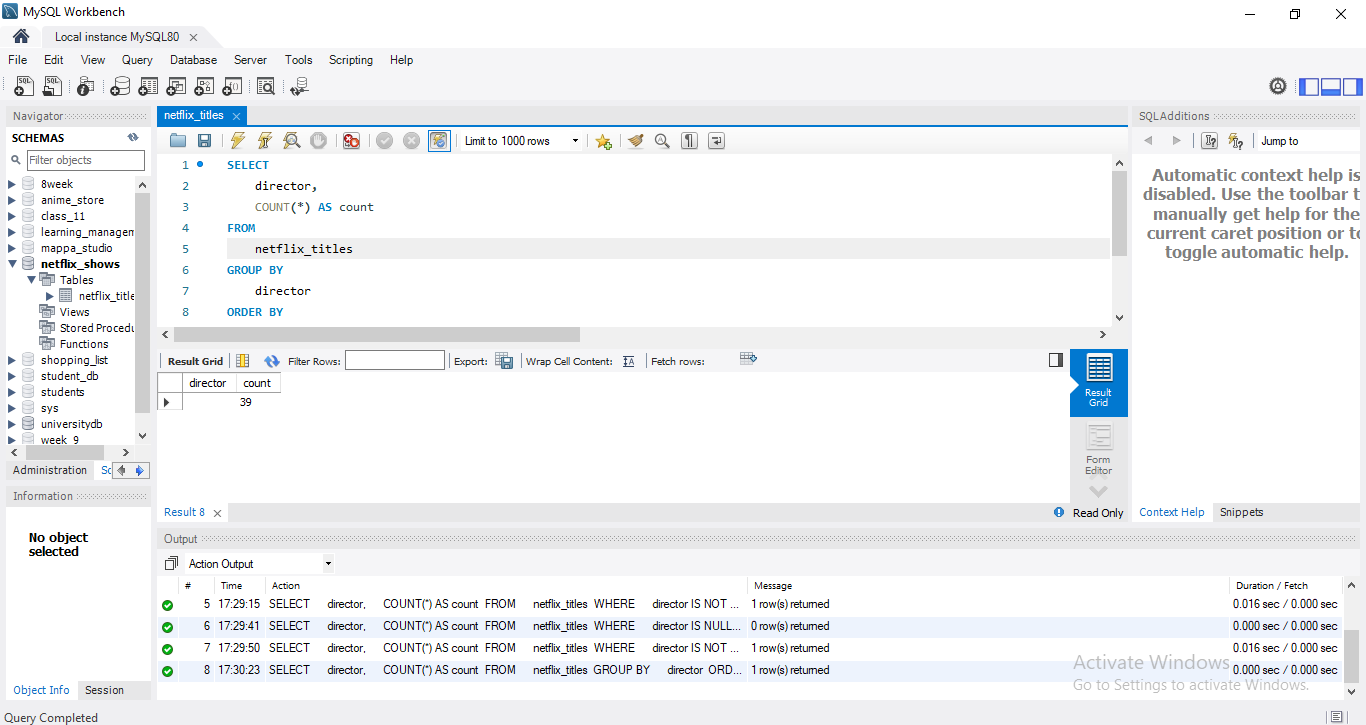 MySQL Workbench
Local instance MySQL80
File Edit View Query Database Server Tools Scripting Help
Navigator
SCHEMAS
Filter objects
8week
anime_store
class_11
learning_managem
mappa_studio
netflix_shows
Tables
netflix_title
Views
Stored Procedu
Functions
shopping_list
student_db
students
sys
universitydb
week_9
Administration Sc
Information
No object
selected
Object Info Session
netflix_titles
Limit to 1000 rows
1 SELECT
2 director,
3 COUNT(*) AS count
4 FROM
5 netflix_titles
6 GROUP BY
7 director
8 ORDER BY
Result Grid Filter Rows: Export: Wrap Cell Content: Fetch rows:
director count
39
Result Grid
Form Editor
Result 8
Read Only
SQLAdditions
Jump to
Automatic context help is
disabled. Use the toolbar t
manually get help for the
current caret position or to
toggle automatic help.
Context Help Snippets
Output
Action Output
# Time Action Message Duration / Fetch
5 17:29:15 SELECT director, COUNT(*) AS count FROM netflix_titles WHERE director IS NOT ... 1 row(s) returned 0.016 sec / 0.000 sec
6 17:29:41 SELECT director, COUNT(*) AS count FROM netflix_titles WHERE director IS NULL... 0 row(s) returned 0.000 sec / 0.000 sec
7 17:29:50 SELECT director, COUNT(*) AS count FROM netflix_titles WHERE director IS NOT ... 1 row(s) returned 0.016 sec / 0.000 sec
8 17:30:23 SELECT director, COUNT(*) AS count FROM netflix_titles GROUP BY director ORD... 1 row(s) returned 0.000 sec / 0.000 sec
Activate Windows
Go to Settings to activate Windows.
Query Completed